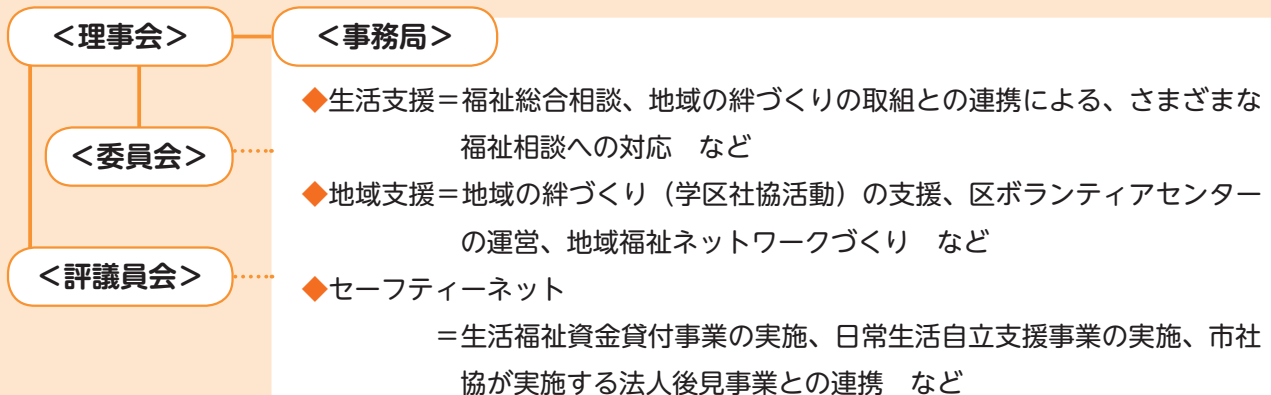 ＜理事会＞
＜事務局＞
◆生活支援＝福祉総合相談、地域の絆づくりの取組との連携による、さまざまな
福祉相談への対応　など
＜委員会＞
◆地域支援＝地域の絆づくり（学区社協活動）の支援、区ボランティアセンター
の運営、地域福祉ネットワークづくり　など
＜評議員会＞
◆セーフティーネット
＝生活福祉資金貸付事業の実施、日常生活自立支援事業の実施、市社
協が実施する法人後見事業との連携　など